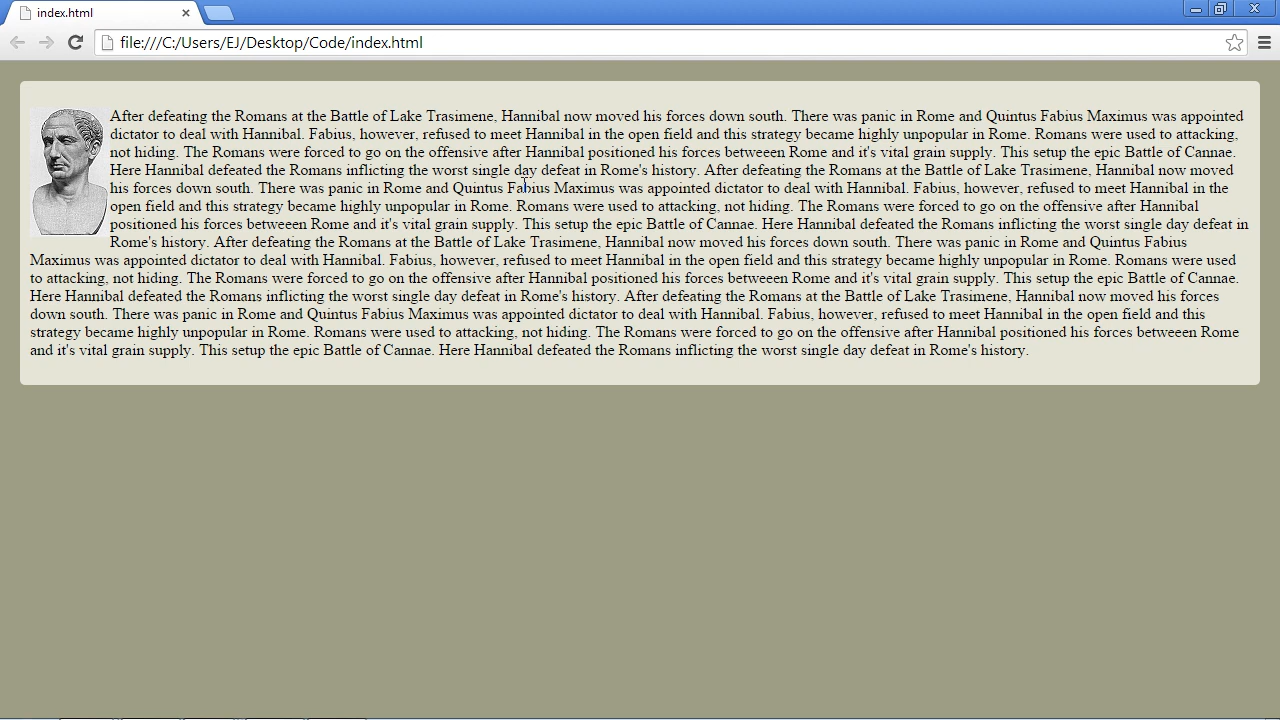 index.html
file:///C:/Users/EJ/Desktop/Code/index.html
After defeating the Romans at the Battle of Lake Trasimene, Hannibal now moved his forces down south. There was panic in Rome and Quintus Fabius Maximus was appointed
dictator to deal with Hannibal. Fabius, however, refused to meet Hannibal in the open field and this strategy became highly unpopular in Rome. Romans were used to attacking,
not hiding. The Romans were forced to go on the offensive after Hannibal positioned his forces betweeen Rome and it's vital grain supply. This setup the epic Battle of Cannae.
Here Hannibal defeated the Romans inflicting the worst single day defeat in Rome's history. After defeating the Romans at the Battle of Lake Trasimene, Hannibal now moved
his forces down south. There was panic in Rome and Quintus Fabius Maximus was appointed dictator to deal with Hannibal. Fabius, however, refused to meet Hannibal in the
open field and this strategy became highly unpopular in Rome. Romans were used to attacking, not hiding. The Romans were forced to go on the offensive after Hannibal
positioned his forces betweeen Rome and it's vital grain supply. This setup the epic Battle of Cannae. Here Hannibal defeated the Romans inflicting the worst single day defeat in
Rome's history. After defeating the Romans at the Battle of Lake Trasimene, Hannibal now moved his forces down south. There was panic in Rome and Quintus Fabius
Maximus was appointed dictator to deal with Hannibal. Fabius, however, refused to meet Hannibal in the open field and this strategy became highly unpopular in Rome. Romans were used
to attacking, not hiding. The Romans were forced to go on the offensive after Hannibal positioned his forces betweeen Rome and it's vital grain supply. This setup the epic Battle of Cannae.
Here Hannibal defeated the Romans inflicting the worst single day defeat in Rome's history. After defeating the Romans at the Battle of Lake Trasimene, Hannibal now moved his forces
down south. There was panic in Rome and Quintus Fabius Maximus was appointed dictator to deal with Hannibal. Fabius, however, refused to meet Hannibal in the open field and this
strategy became highly unpopular in Rome. Romans were used to attacking, not hiding. The Romans were forced to go on the offensive after Hannibal positioned his forces betweeen Rome
and it's vital grain supply. This setup the epic Battle of Cannae. Here Hannibal defeated the Romans inflicting the worst single day defeat in Rome's history.